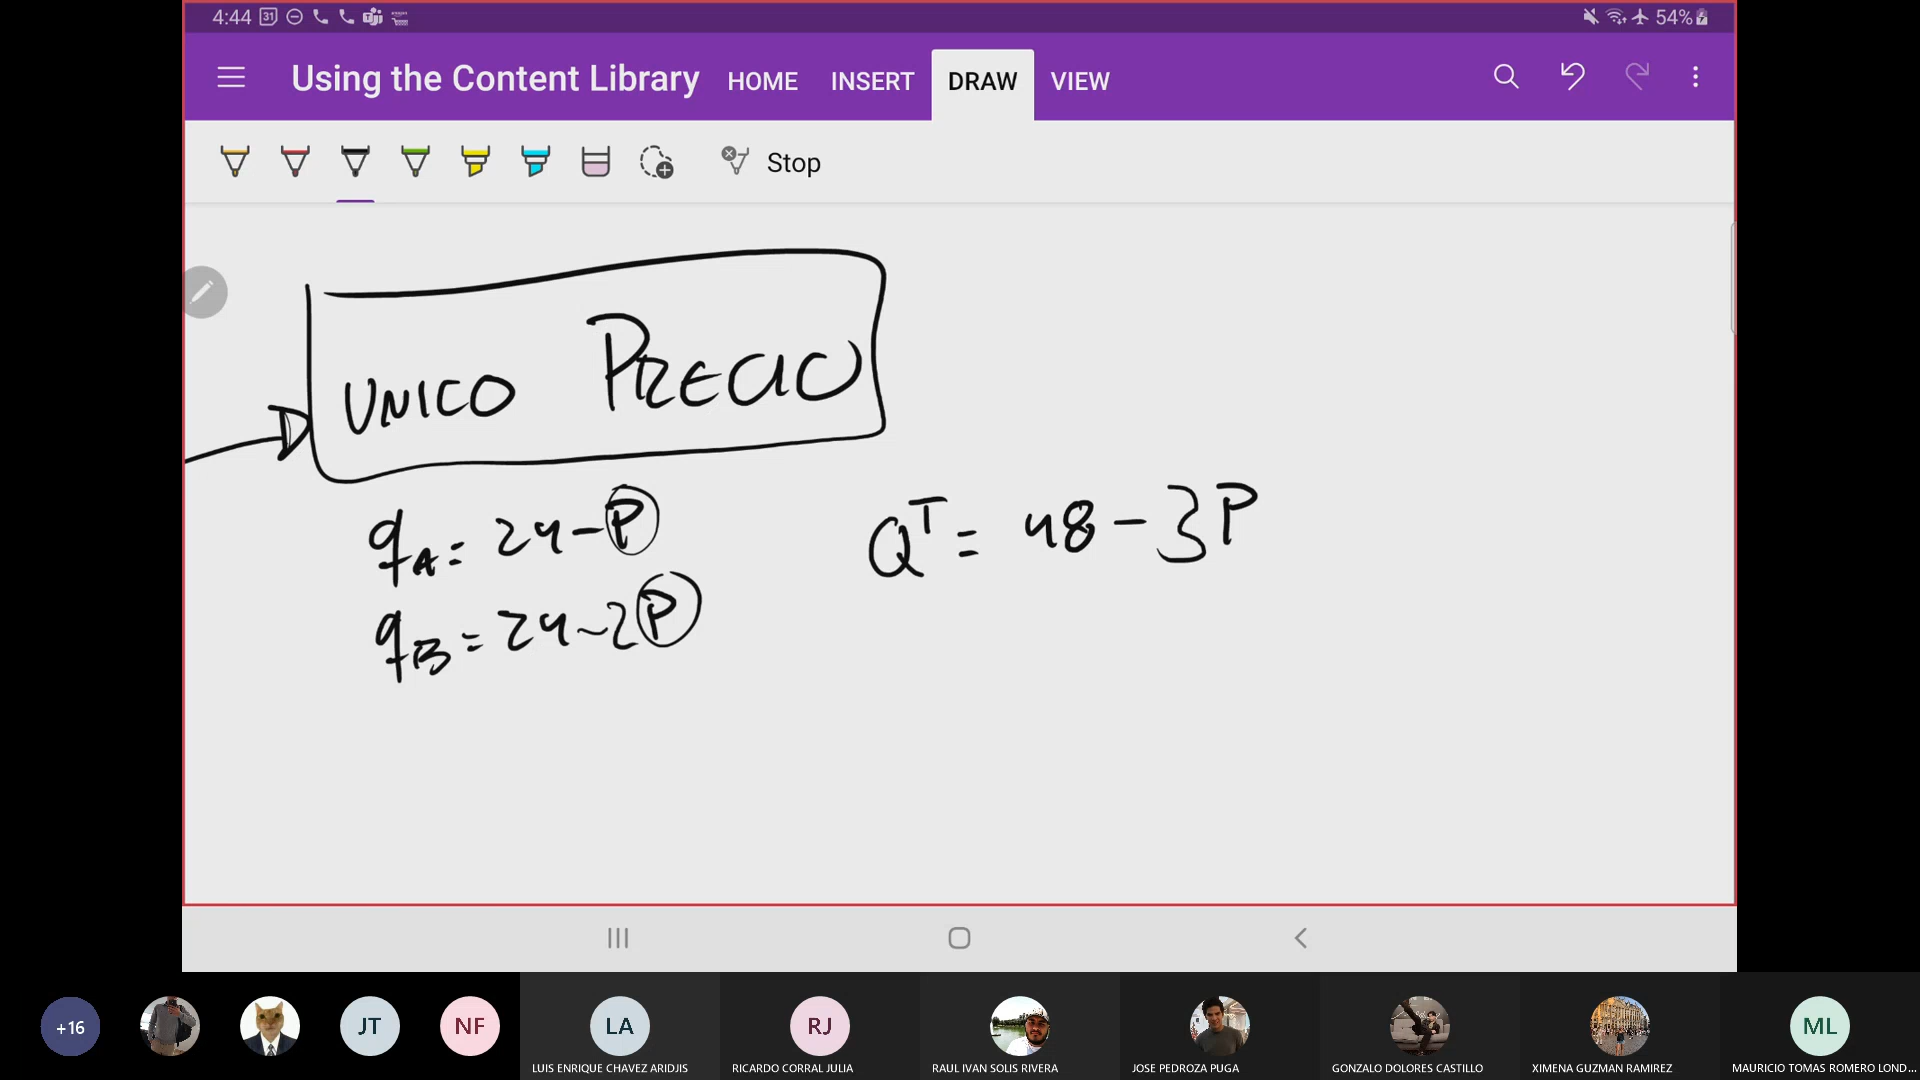 4:44 31 54%
Using the Content Library HOME INSERT DRAW VIEW
Stop
UNICO PRECIO
qA = 24 - P
QT = 48 - 3P
qB = 24 - 2P
+16
JT
NF
LA
RJ
ML
LUIS ENRIQUE CHAVEZ ARIDJIS
RICARDO CORRAL JULIA
RAUL IVAN SOLIS RIVERA
JOSE PEDROZA PUGA
GONZALO DOLORES CASTILLO
XIMENA GUZMAN RAMIREZ
MAURICIO TOMAS ROMERO LOND...